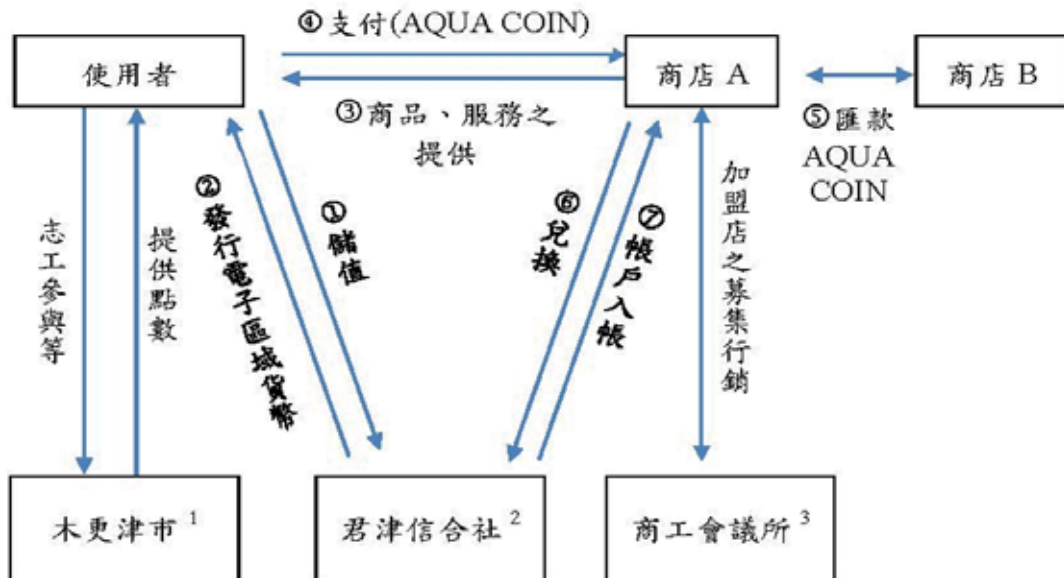 ④支付(AQUA COIN)
使用者
商店 A
商店 B
③商品、服務之
提供
⑤匯款
AQUA
COIN
志工參與等
提供點數
②發行電子區域貨幣
①儲值
⑥兌換
⑦帳戶入帳
加盟店之募集行銷
木更津市 1
君津信合社 2
商工會議所 3